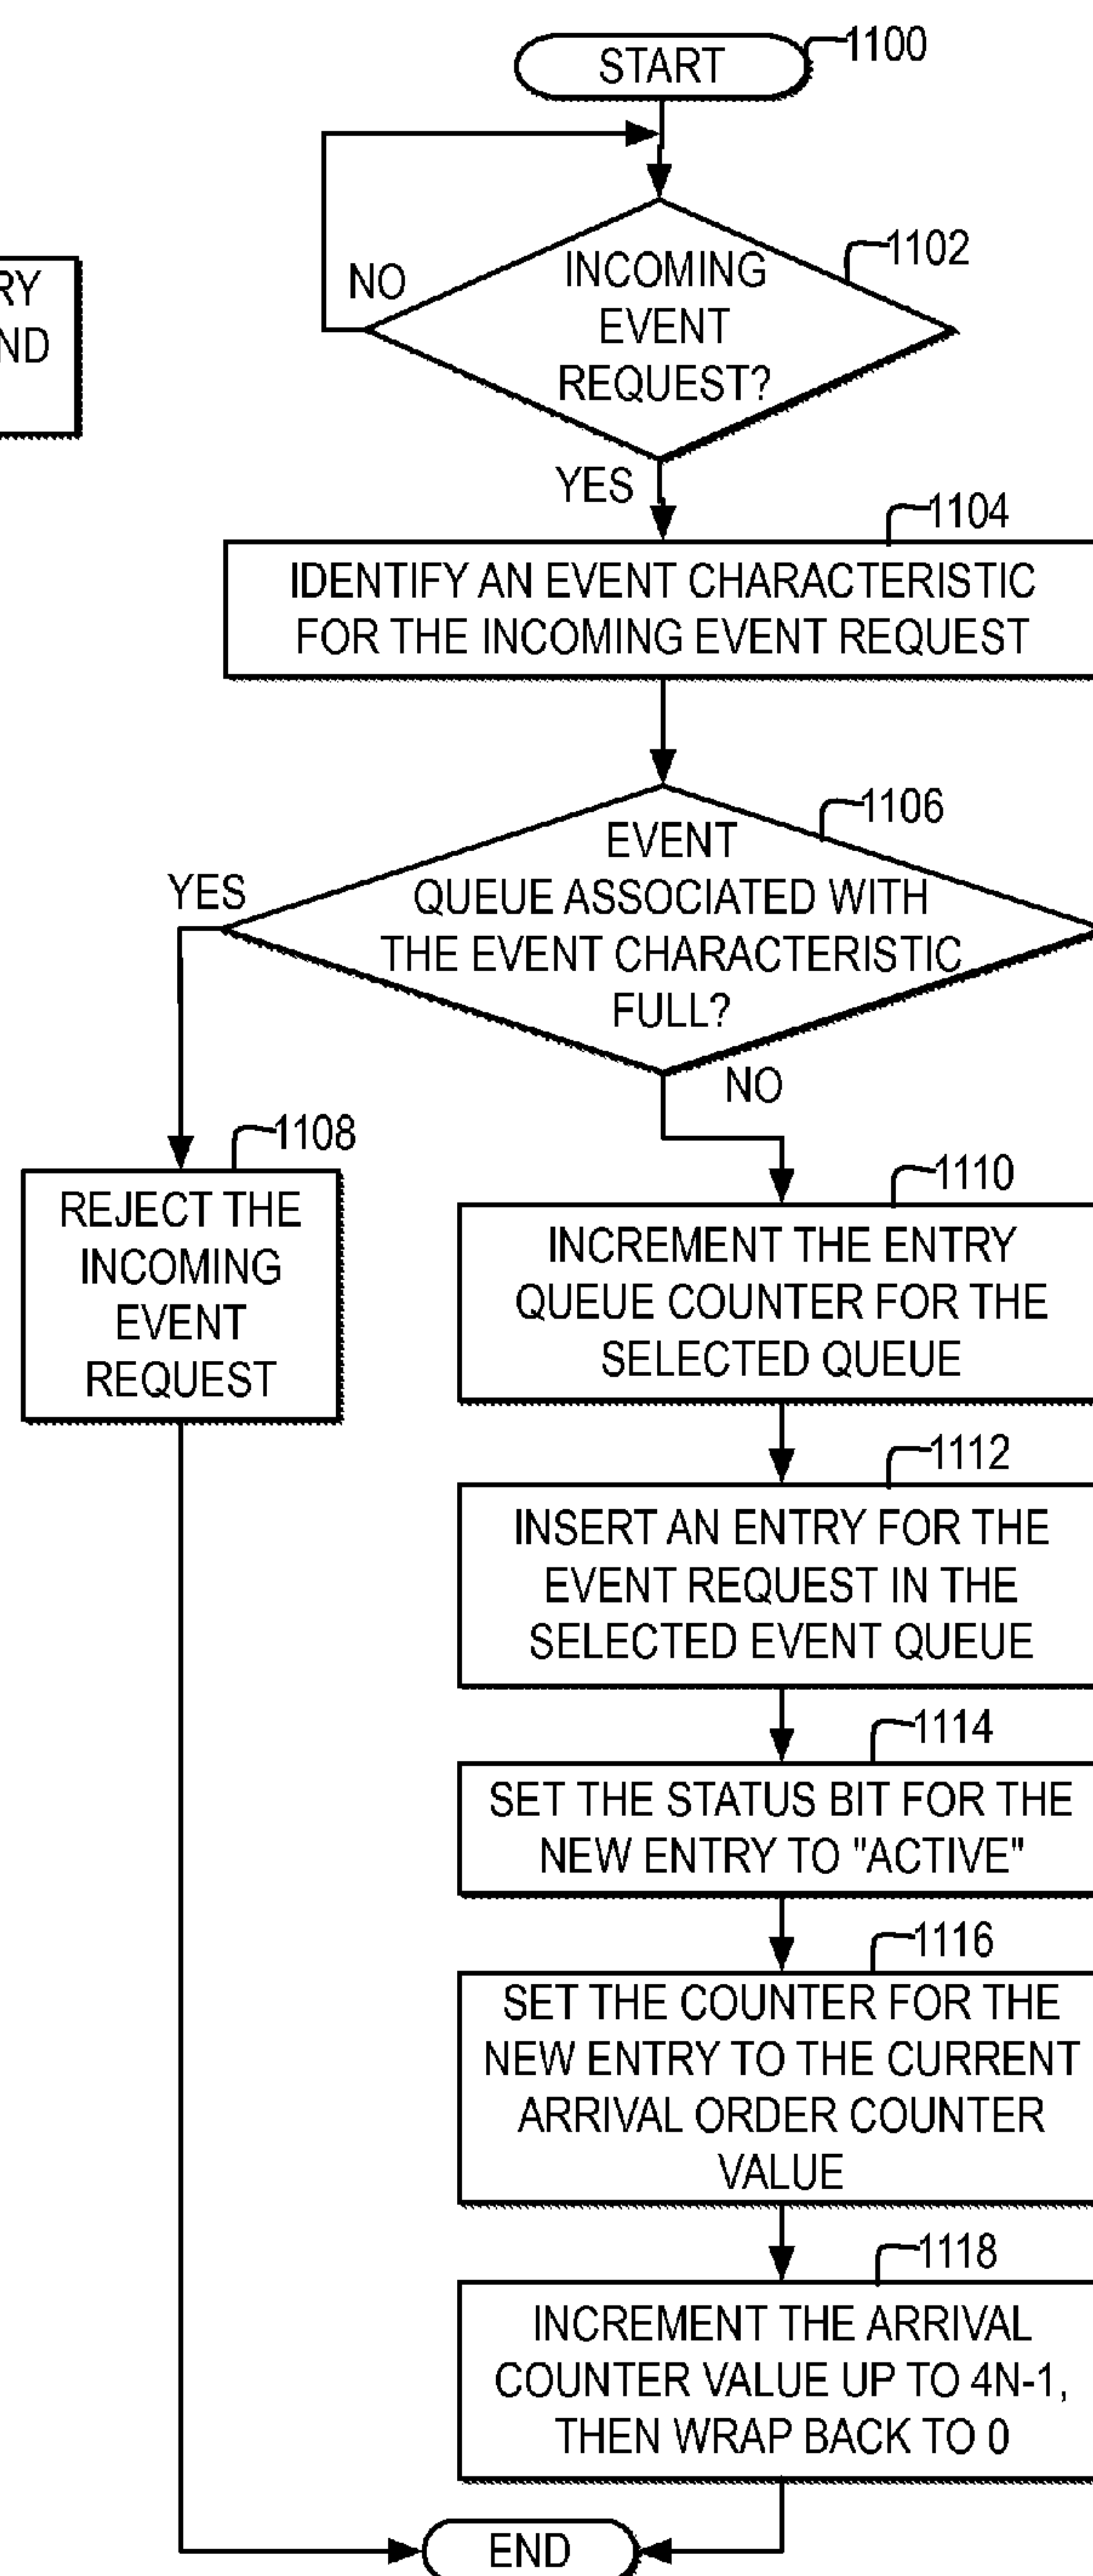 START
1100
RY
ND
NO
INCOMING
EVENT
REQUEST?
1102
YES
1104
IDENTIFY AN EVENT CHARACTERISTIC
FOR THE INCOMING EVENT REQUEST
1106
EVENT
QUEUE ASSOCIATED WITH
THE EVENT CHARACTERISTIC
FULL?
YES
NO
1108
REJECT THE
INCOMING
EVENT
REQUEST
1110
INCREMENT THE ENTRY
QUEUE COUNTER FOR THE
SELECTED QUEUE
1112
INSERT AN ENTRY FOR THE
EVENT REQUEST IN THE
SELECTED EVENT QUEUE
1114
SET THE STATUS BIT FOR THE
NEW ENTRY TO "ACTIVE"
1116
SET THE COUNTER FOR THE
NEW ENTRY TO THE CURRENT
ARRIVAL ORDER COUNTER
VALUE
1118
INCREMENT THE ARRIVAL
COUNTER VALUE UP TO 4N-1,
THEN WRAP BACK TO 0
END